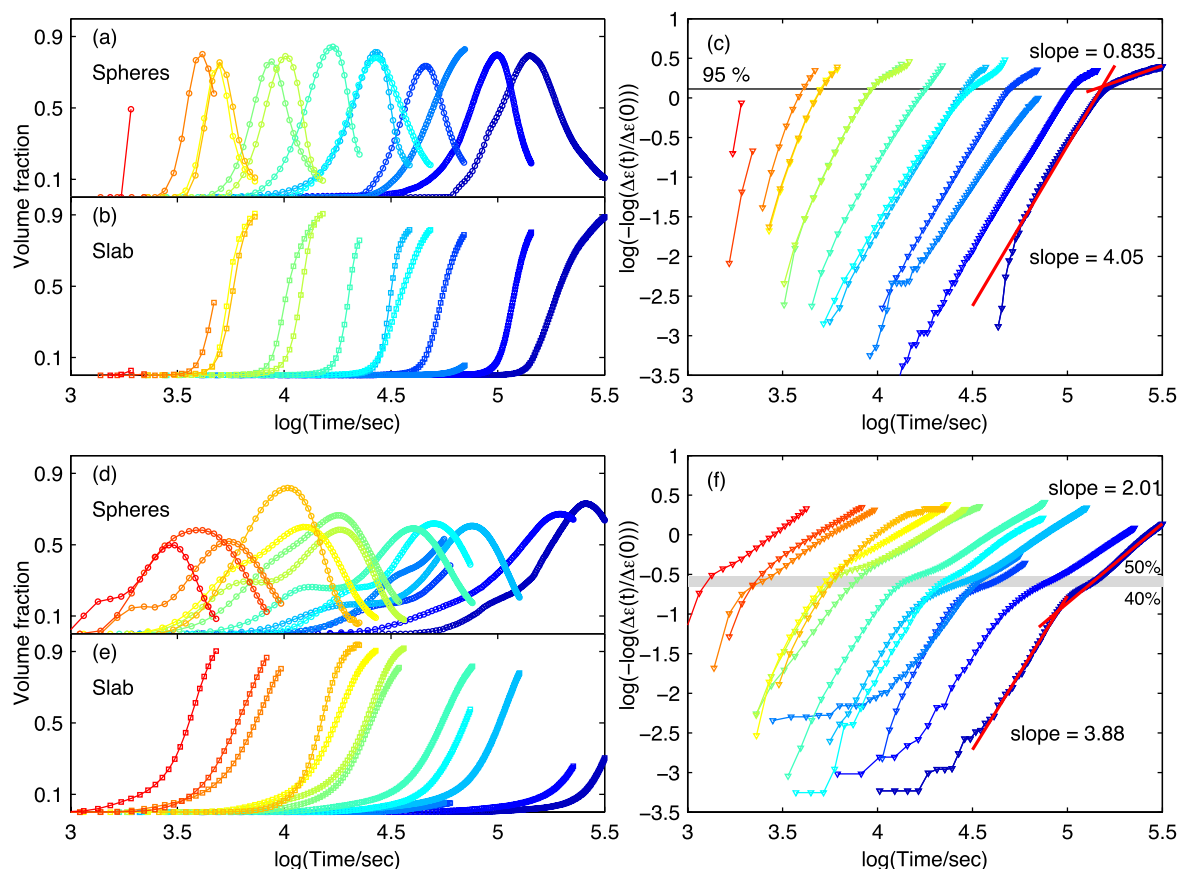 (a)
Spheres
0.9
0.5
0.1
(b)
Slab
0.9
0.5
0.1
Volume fraction
3 3.5 4 4.5 5 5.5
log(Time/sec)
(c)
95 %
slope = 0.835
slope = 4.05
1
0.5
0
−0.5
−1
−1.5
−2
−2.5
−3
−3.5
log(−log(Δε(t)/Δε(0)))
3 3.5 4 4.5 5 5.5
log(Time/sec)
(d)
Spheres
0.9
0.5
0.1
(e)
Slab
0.9
0.5
0.1
Volume fraction
3 3.5 4 4.5 5 5.5
log(Time/sec)
(f)
slope = 2.01
50%
40%
slope = 3.88
1
0.5
0
−0.5
−1
−1.5
−2
−2.5
−3
−3.5
log(−log(Δε(t)/Δε(0)))
3 3.5 4 4.5 5 5.5
log(Time/sec)